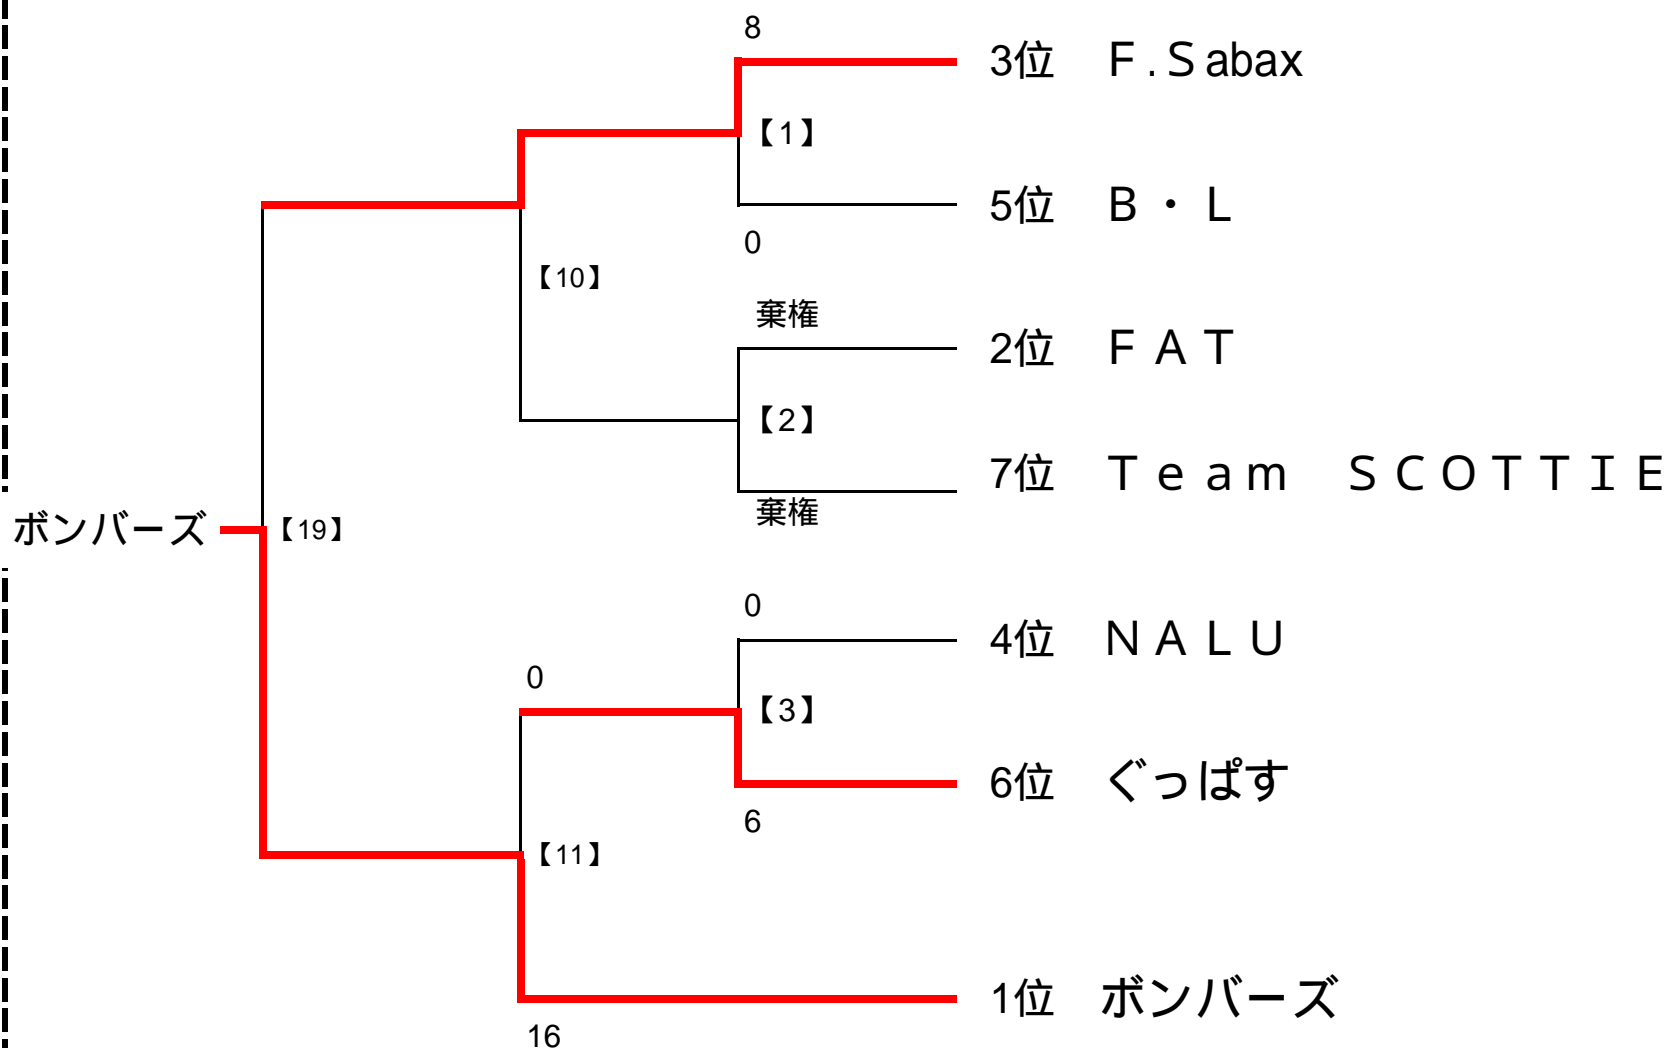 8
3位 Ｆ.Ｓabax
【1】
5位 Ｂ・Ｌ
0
【10】
棄権
2位 ＦＡＴ
【2】
7位 Ｔｅａｍ ＳＣＯＴＴＩＥ
棄権
ボンバーズ 【19】
0
4位 ＮＡＬＵ
0
【3】
6位 ぐっぱす
6
【11】
1位 ボンバーズ
16